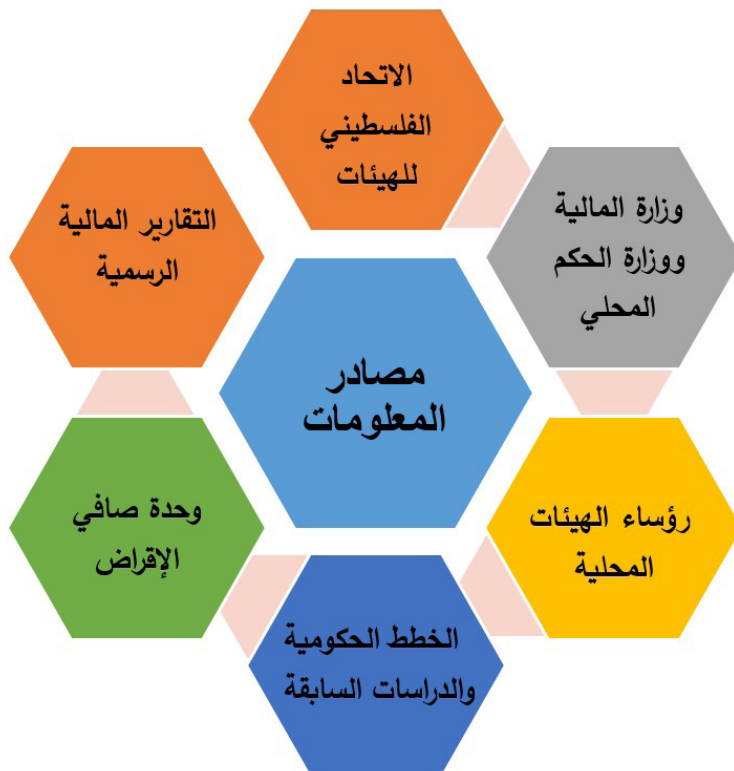 مصادر
المعلومات
الاتحاد
الفلسطيني
للهيئات
وزارة المالية
ووزارة الحكم
المحلي
رؤساء الهيئات
المحلية
الخطط الحكومية
والدراسات السابقة
وحدة صافي
الإقراض
التقارير المالية
الرسمية